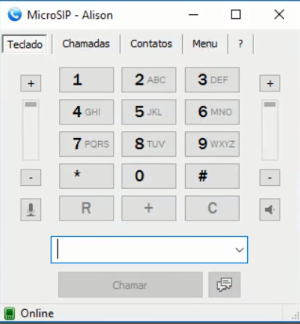 MicroSIP - Alison
Teclado Chamadas Contatos Menu ?
+ 1 2 ABC 3 DEF +
4 GHI 5 JKL 6 MNO
7 PQRS 8 TUV 9 WXYZ
- * 0 # -
R + C
Chamar
Online